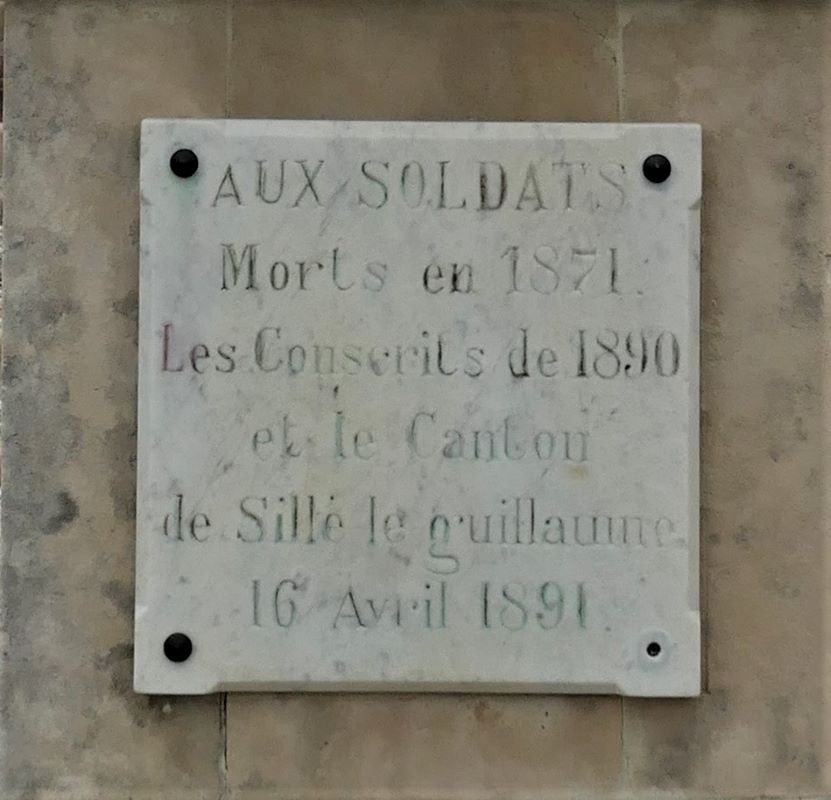 AUX SOLDATS
Morts en 1871.
Les Conscrits de 1890
et le Canton
de Sillé le guillaume
16 Avril 1891.